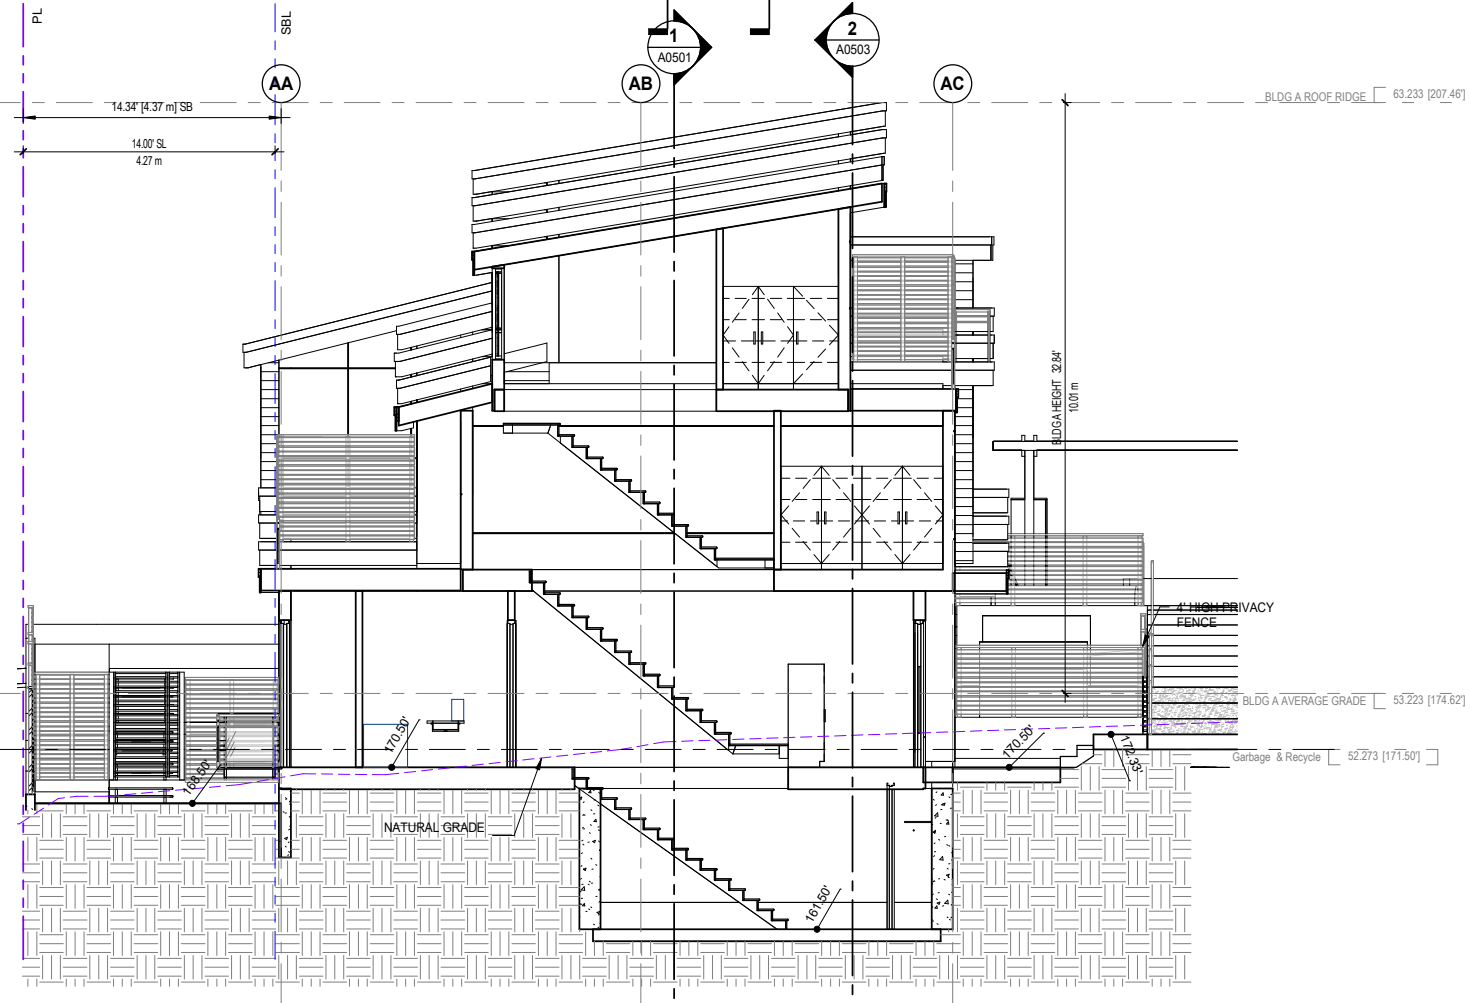 PL
SBL
1
A0501
2
A0503
AA
AB
AC
BLDG A ROOF RIDGE 63.233 [207.46']
14.34' [4.37 m] SB
14.00' SL
4.27 m
BLDG A HEIGHT 32.84'
10.01 m
4' HIGH PRIVACY
FENCE
BLDG A AVERAGE GRADE 53.223 [174.62']
170.50'
170.50'
172.33'
Garbage & Recycle 52.273 [171.50']
168.50'
NATURAL GRADE
161.50'